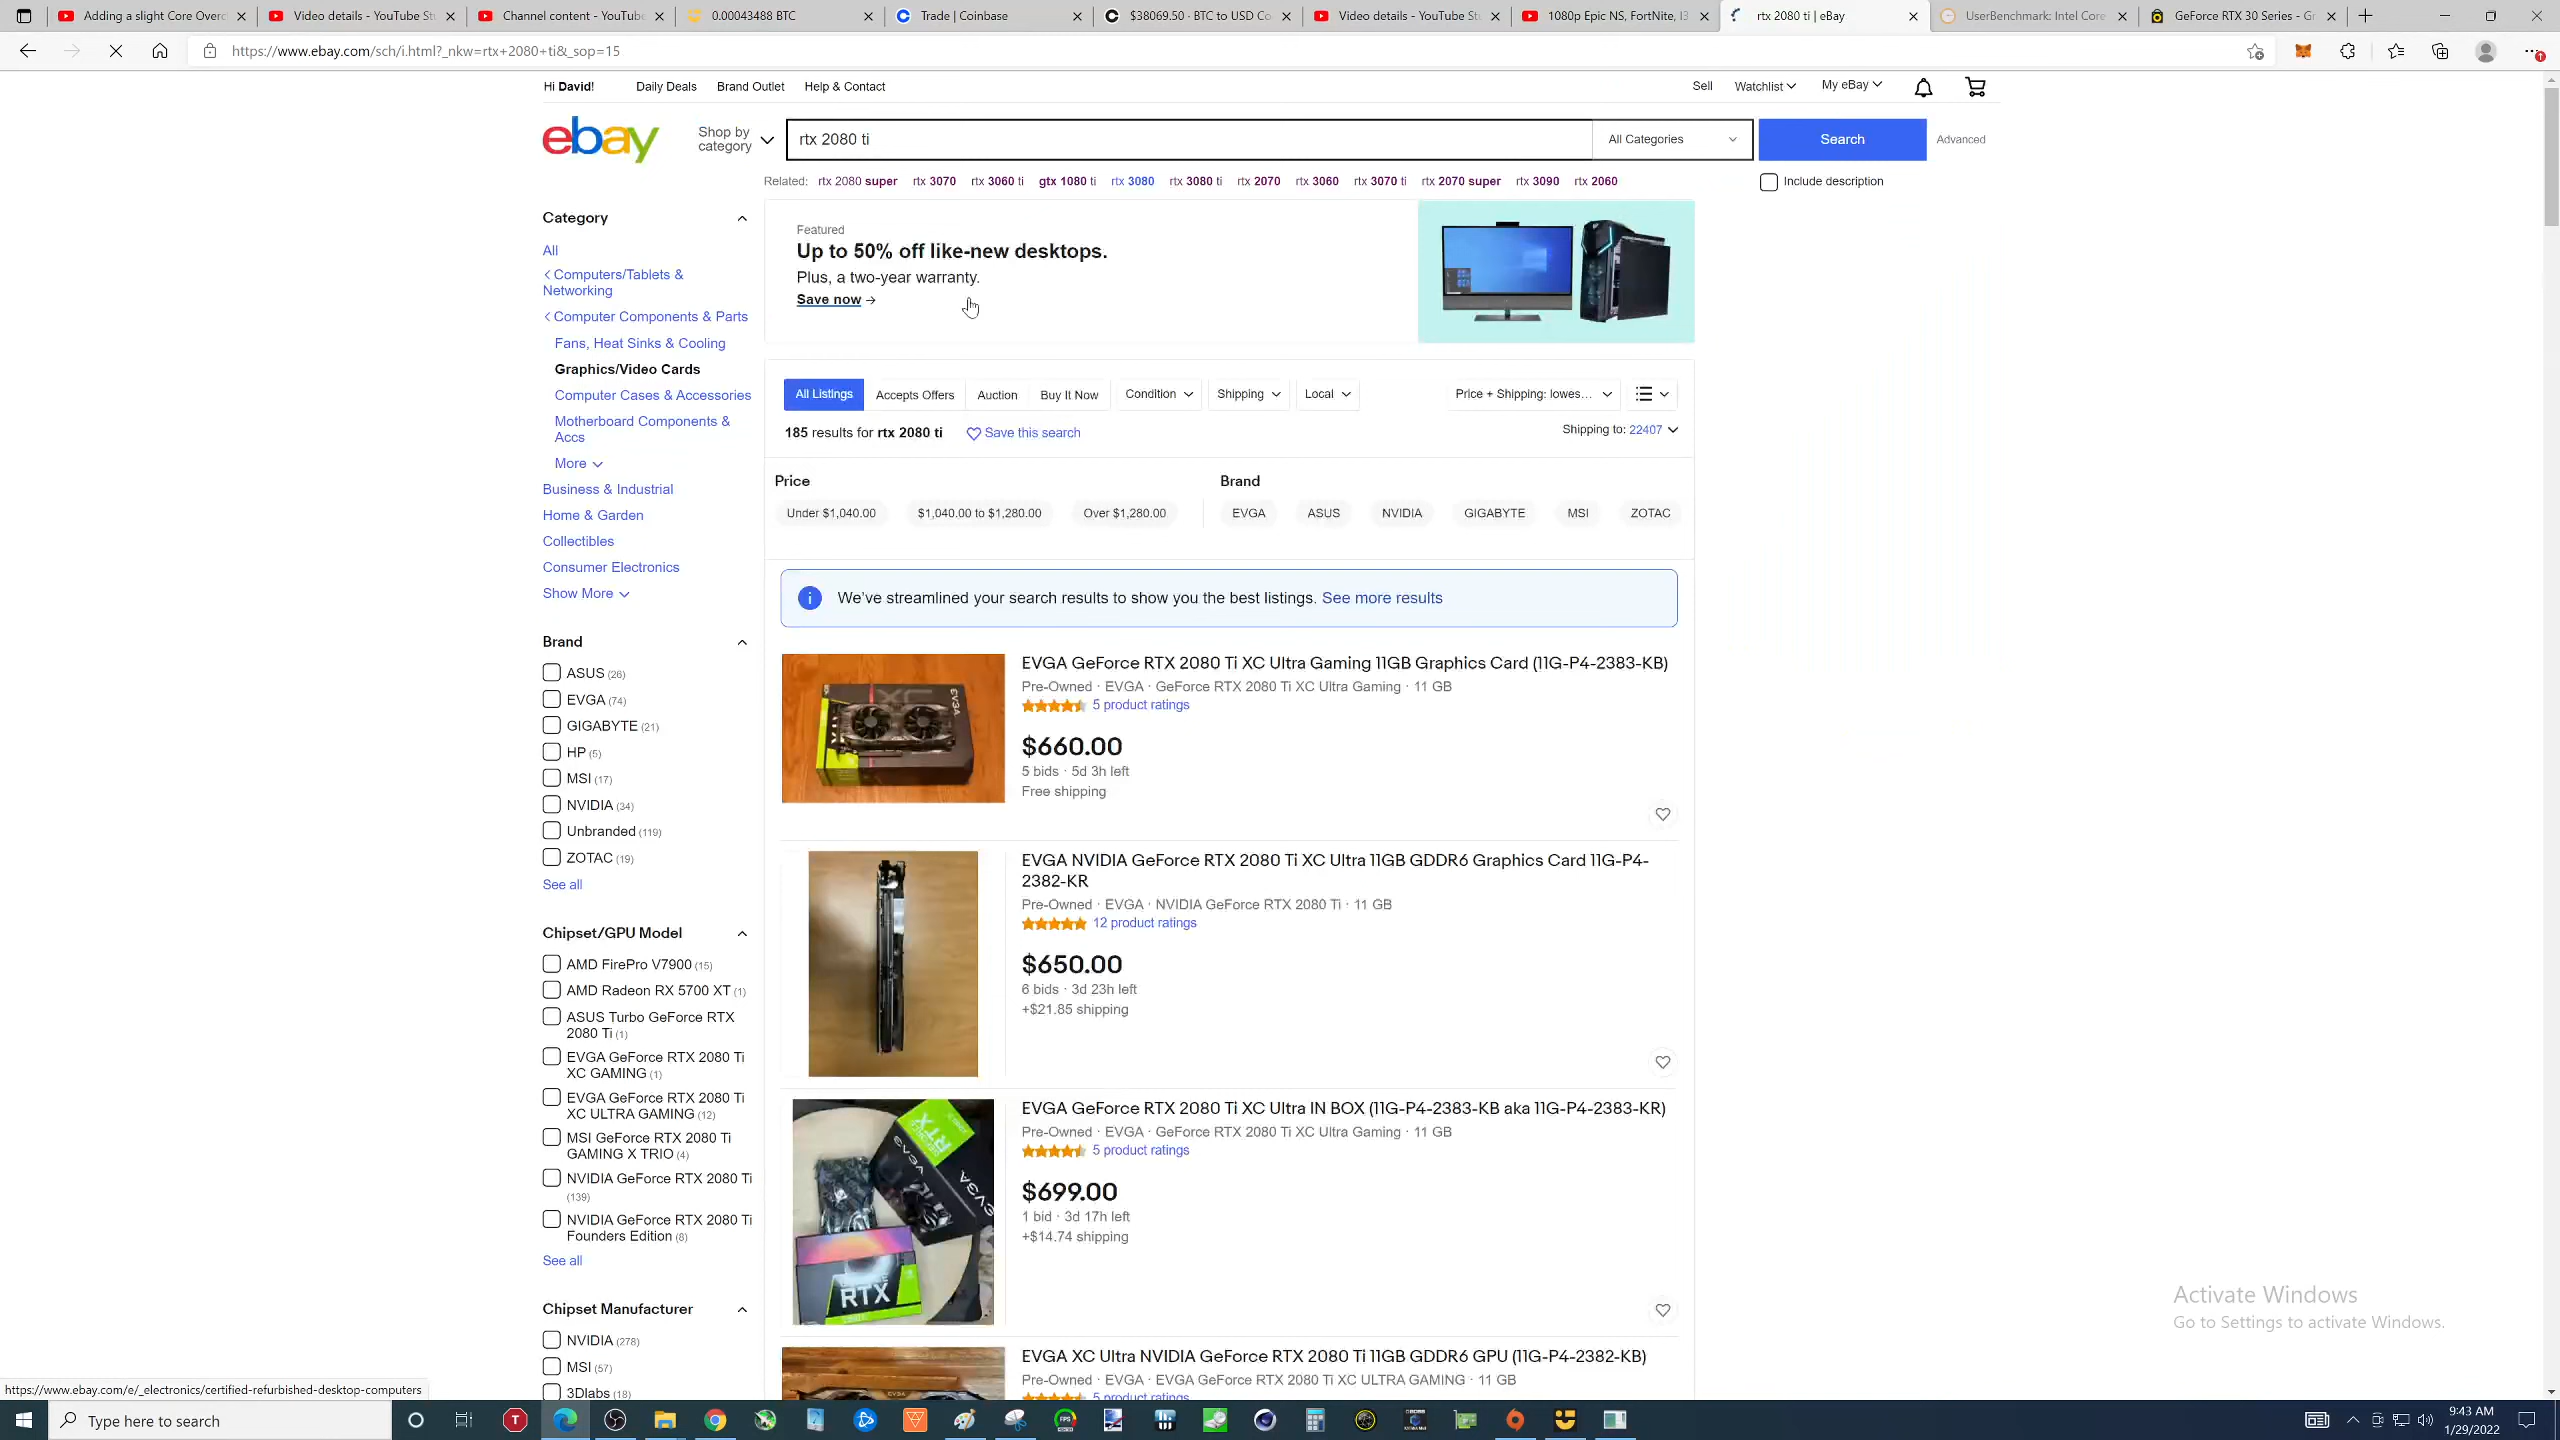 Adding a slight Core Overc
Video details - YouTube St
Channel content - YouTube
0.00043488 BTC
Trade | Coinbase
$38069.50 · BTC to USD Co
Video details - YouTube St
1080p Epic NS, FortNite, I3
rtx 2080 ti | eBay
UserBenchmark: Intel Core
GeForce RTX 30 Series - Gr
https://www.ebay.com/sch/i.html?_nkw=rtx+2080+ti&_sop=15
Hi David!
Daily Deals
Brand Outlet
Help & Contact
Sell
Watchlist
My eBay
ebay
Shop by
category
rtx 2080 ti
All Categories
Search
Advanced
Related: rtx 2080 super rtx 3070 rtx 3060 ti gtx 1080 ti rtx 3080 rtx 3080 ti rtx 2070 rtx 3060 rtx 3070 ti rtx 2070 super rtx 3090 rtx 2060
Include description
Category
All
Computers/Tablets &
Networking
Computer Components & Parts
Fans, Heat Sinks & Cooling
Graphics/Video Cards
Computer Cases & Accessories
Motherboard Components &
Accs
More
Business & Industrial
Home & Garden
Collectibles
Consumer Electronics
Show More
Brand
ASUS (26)
EVGA (74)
GIGABYTE (21)
HP (5)
MSI (17)
NVIDIA (34)
Unbranded (119)
ZOTAC (19)
See all
Chipset/GPU Model
AMD FirePro V7900 (15)
AMD Radeon RX 5700 XT (1)
ASUS Turbo GeForce RTX
2080 Ti (1)
EVGA GeForce RTX 2080 Ti
XC GAMING (1)
EVGA GeForce RTX 2080 Ti
XC ULTRA GAMING (12)
MSI GeForce RTX 2080 Ti
GAMING X TRIO (4)
NVIDIA GeForce RTX 2080 Ti
(139)
NVIDIA GeForce RTX 2080 Ti
Founders Edition (8)
See all
Chipset Manufacturer
NVIDIA (278)
MSI (57)
3Dlabs (18)
Featured
Up to 50% off like-new desktops.
Plus, a two-year warranty.
Save now →
All Listings
Accepts Offers
Auction
Buy It Now
Condition
Shipping
Local
Price + Shipping: lowes...
185 results for rtx 2080 ti
Save this search
Shipping to: 22407
Price
Under $1,040.00
$1,040.00 to $1,280.00
Over $1,280.00
Brand
EVGA
ASUS
NVIDIA
GIGABYTE
MSI
ZOTAC
We've streamlined your search results to show you the best listings. See more results
EVGA GeForce RTX 2080 Ti XC Ultra Gaming 11GB Graphics Card (11G-P4-2383-KB)
Pre-Owned · EVGA · GeForce RTX 2080 Ti XC Ultra Gaming · 11 GB
5 product ratings
$660.00
5 bids · 5d 3h left
Free shipping
EVGA NVIDIA GeForce RTX 2080 Ti XC Ultra 11GB GDDR6 Graphics Card 11G-P4-
2382-KR
Pre-Owned · EVGA · NVIDIA GeForce RTX 2080 Ti · 11 GB
12 product ratings
$650.00
6 bids · 3d 23h left
+$21.85 shipping
EVGA GeForce RTX 2080 Ti XC Ultra IN BOX (11G-P4-2383-KB aka 11G-P4-2383-KR)
Pre-Owned · EVGA · GeForce RTX 2080 Ti XC Ultra Gaming · 11 GB
5 product ratings
$699.00
1 bid · 3d 17h left
+$14.74 shipping
EVGA
RTX
EVGA
RTX
EVGA XC Ultra NVIDIA GeForce RTX 2080 Ti 11GB GDDR6 GPU (11G-P4-2382-KB)
Pre-Owned · EVGA · EVGA GeForce RTX 2080 Ti XC ULTRA GAMING · 11 GB
5 product ratings
Activate Windows
Go to Settings to activate Windows.
https://www.ebay.com/e/_electronics/certified-refurbished-desktop-computers
Type here to search
9:43 AM
1/29/2022